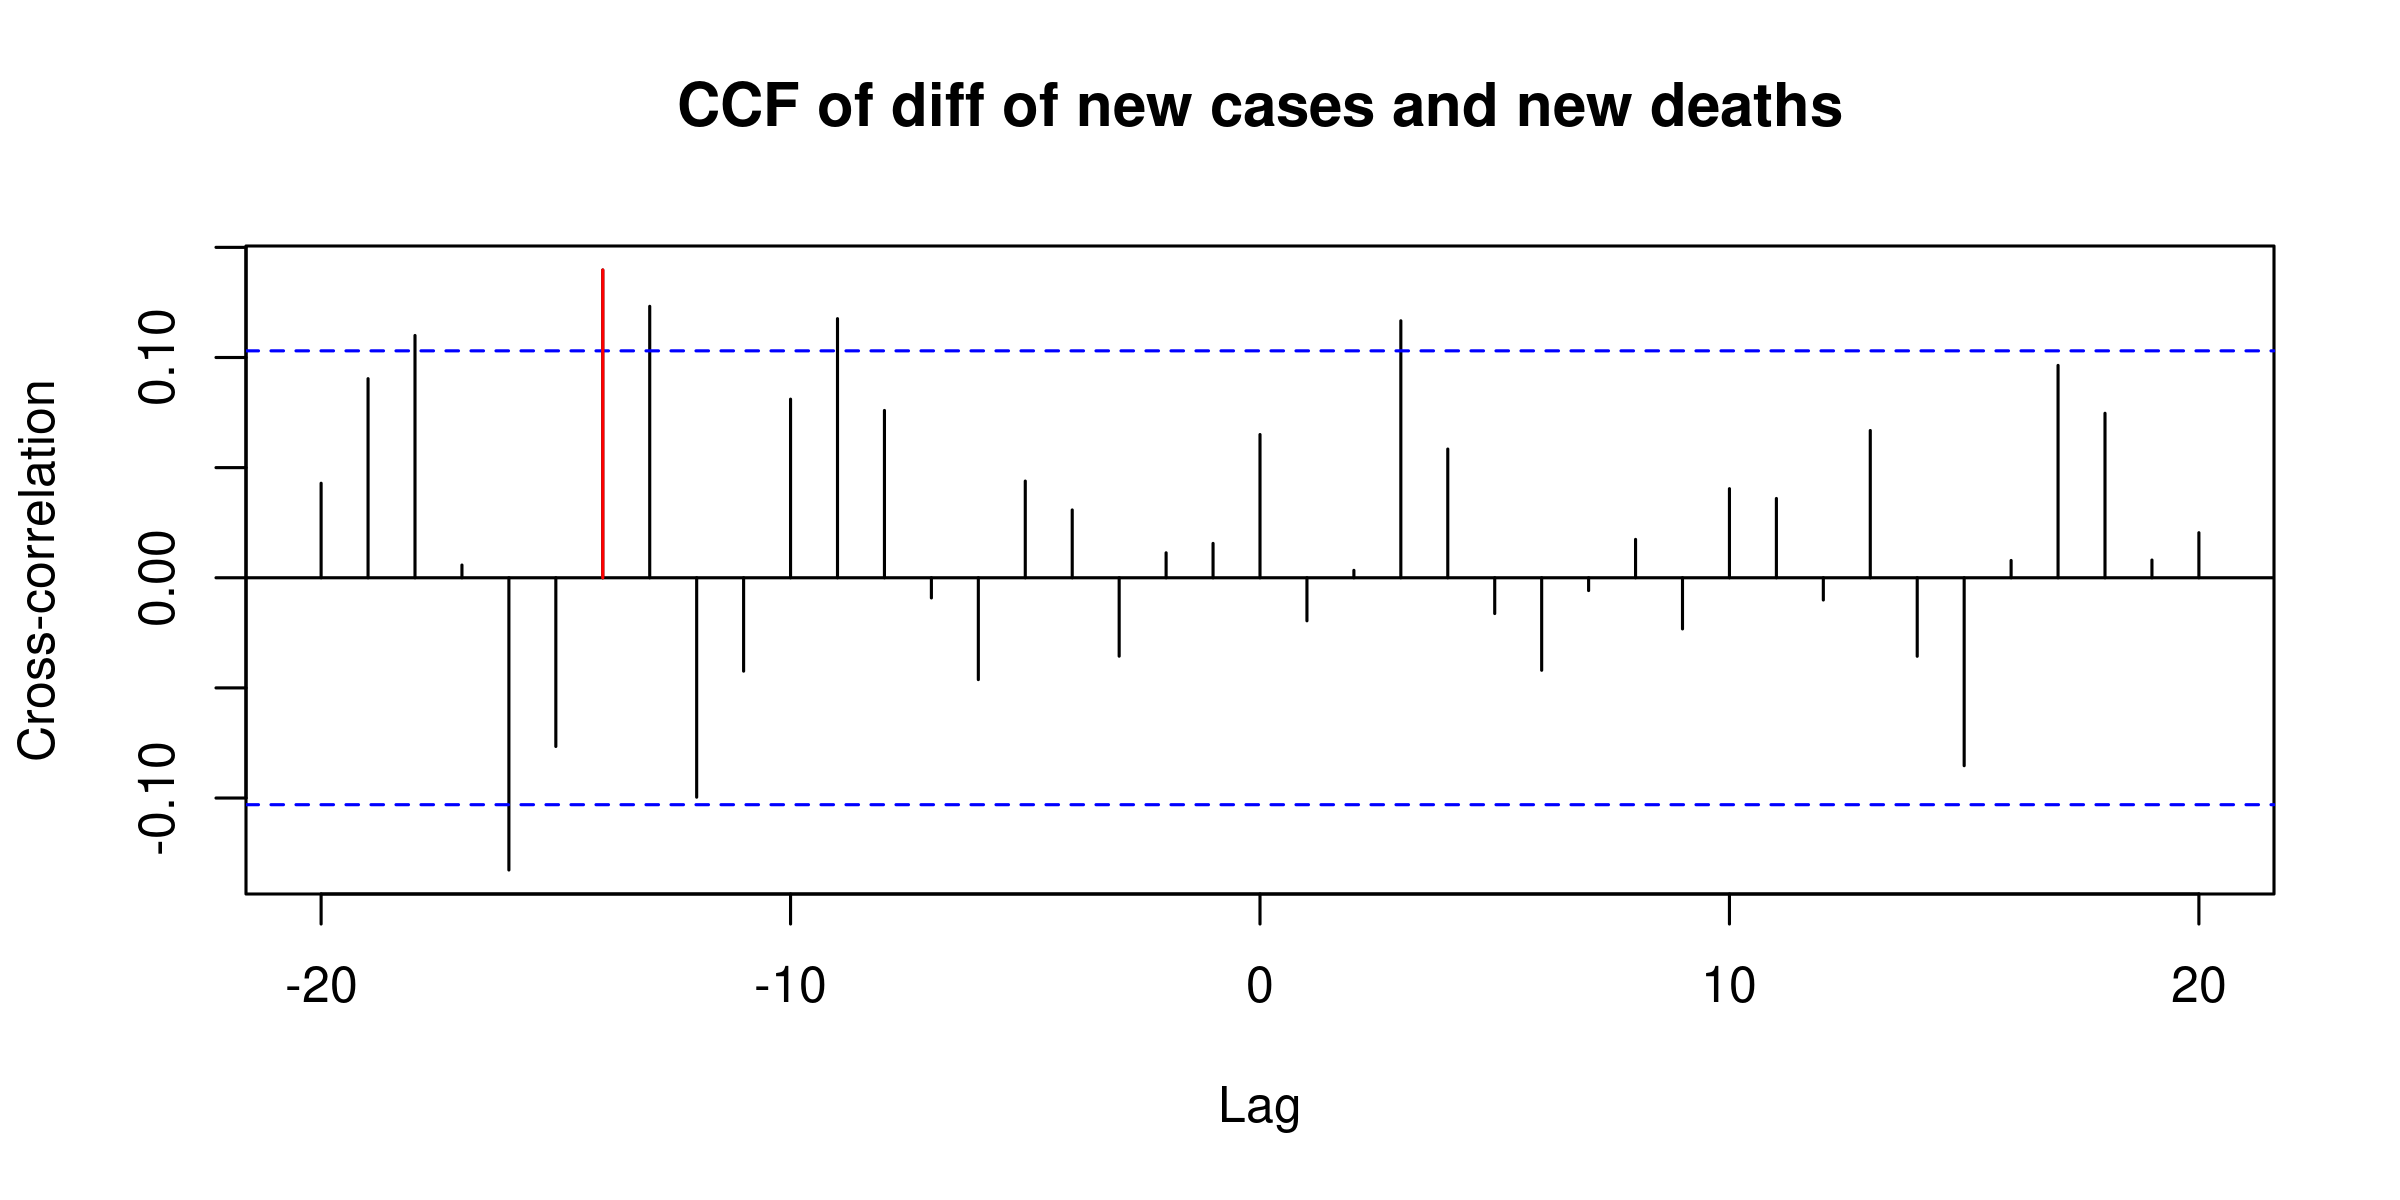 CCF of diff of new cases and new deaths
Cross-correlation
0.10
0.00
-0.10
-20 -10 0 10 20
Lag